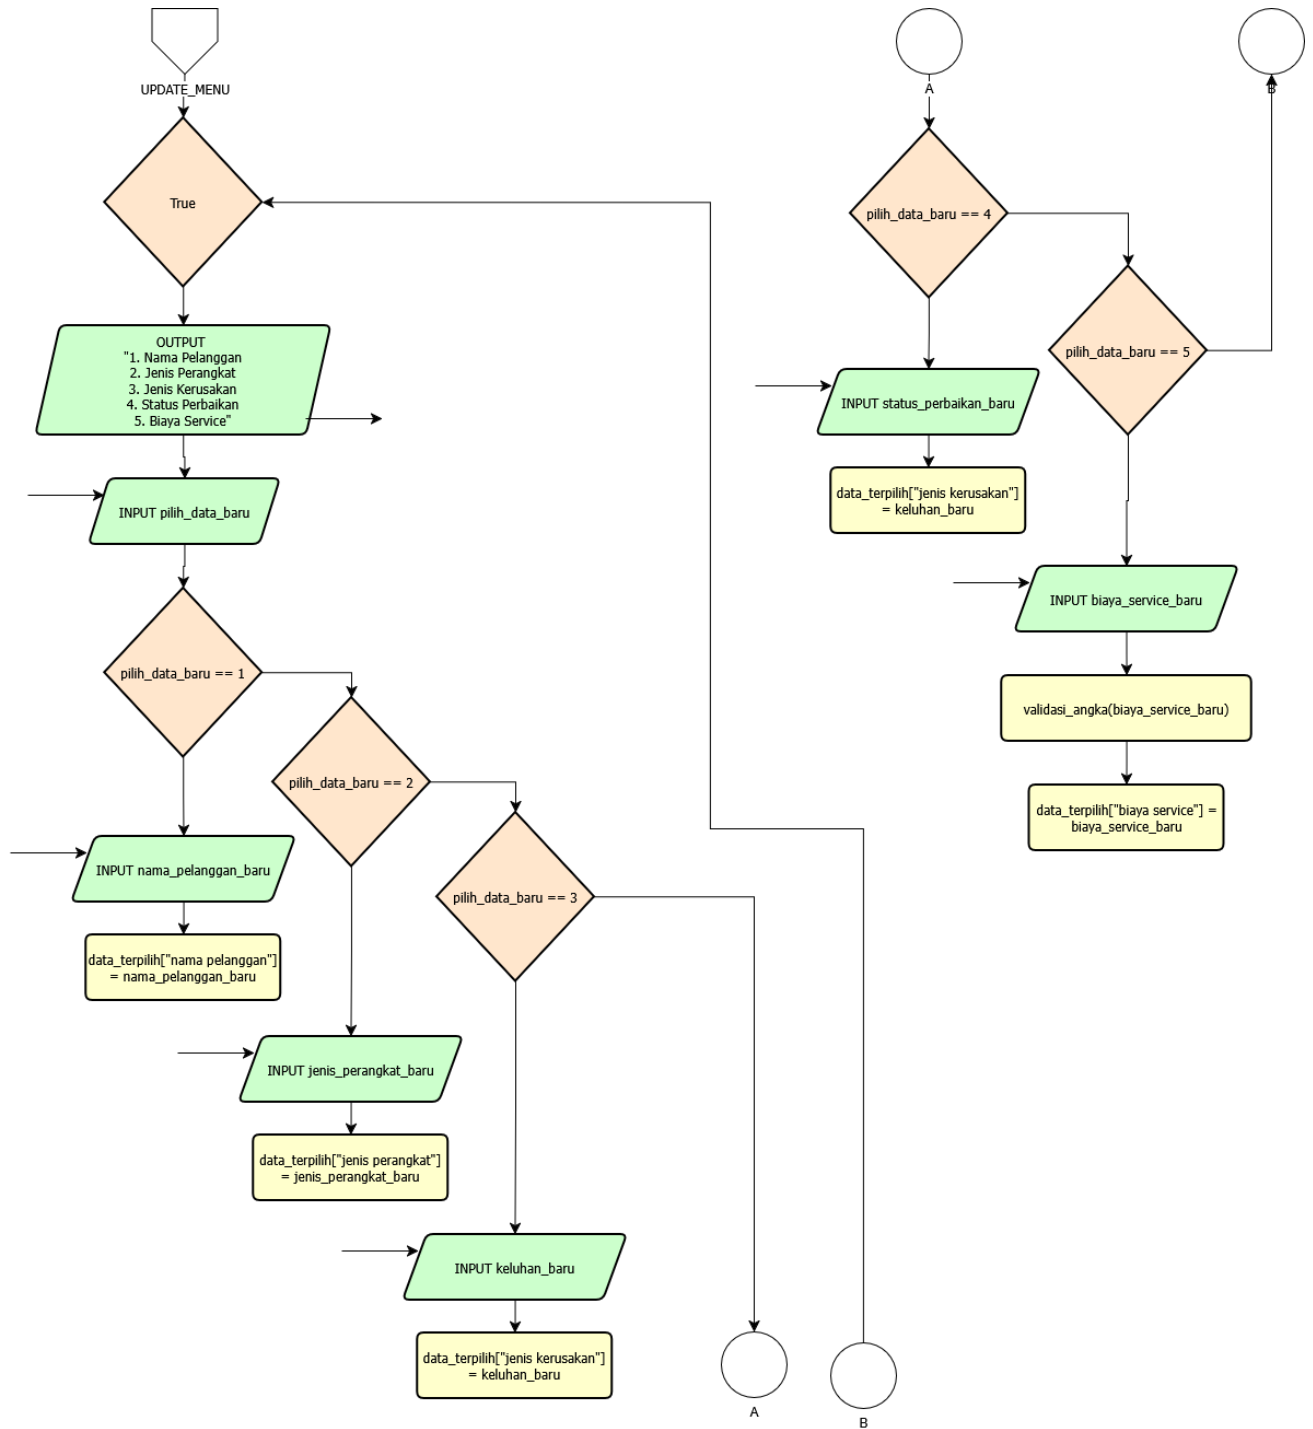 UPDATE_MENU
True
OUTPUT
"1. Nama Pelanggan
2. Jenis Perangkat
3. Jenis Kerusakan
4. Status Perbaikan
5. Biaya Service"
INPUT pilih_data_baru
pilih_data_baru == 1
pilih_data_baru == 2
pilih_data_baru == 3
INPUT nama_pelanggan_baru
data_terpilih["nama pelanggan"]
= nama_pelanggan_baru
INPUT jenis_perangkat_baru
data_terpilih["jenis perangkat"]
= jenis_perangkat_baru
INPUT keluhan_baru
data_terpilih["jenis kerusakan"]
= keluhan_baru
A
B
A
B
pilih_data_baru == 4
pilih_data_baru == 5
INPUT status_perbaikan_baru
data_terpilih["jenis kerusakan"]
= keluhan_baru
INPUT biaya_service_baru
validasi_angka(biaya_service_baru)
data_terpilih["biaya service"] =
biaya_service_baru